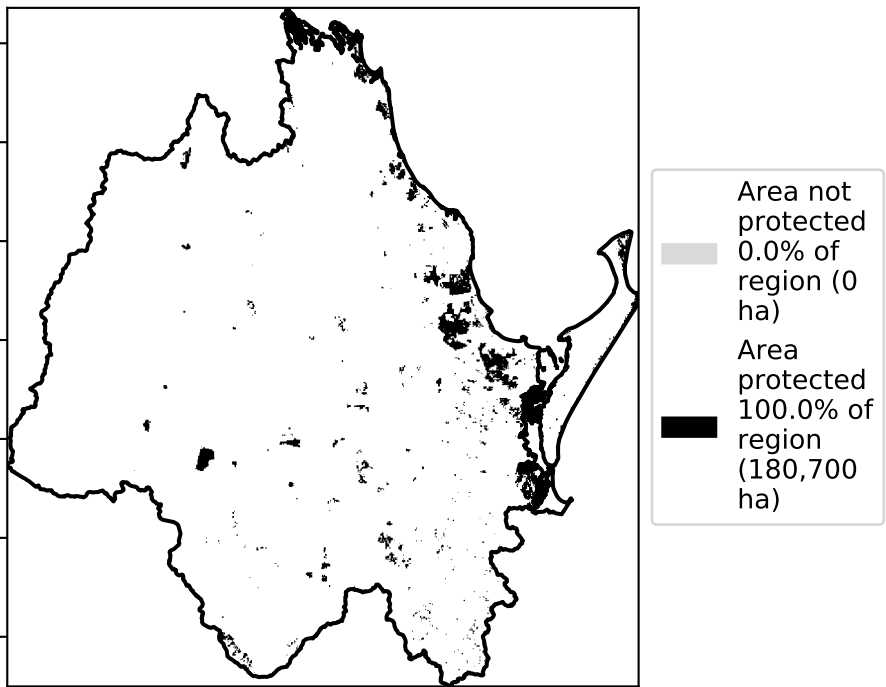 Area not
protected
0.0% of
region (0
ha)
Area
protected
100.0% of
region
(180,700
ha)